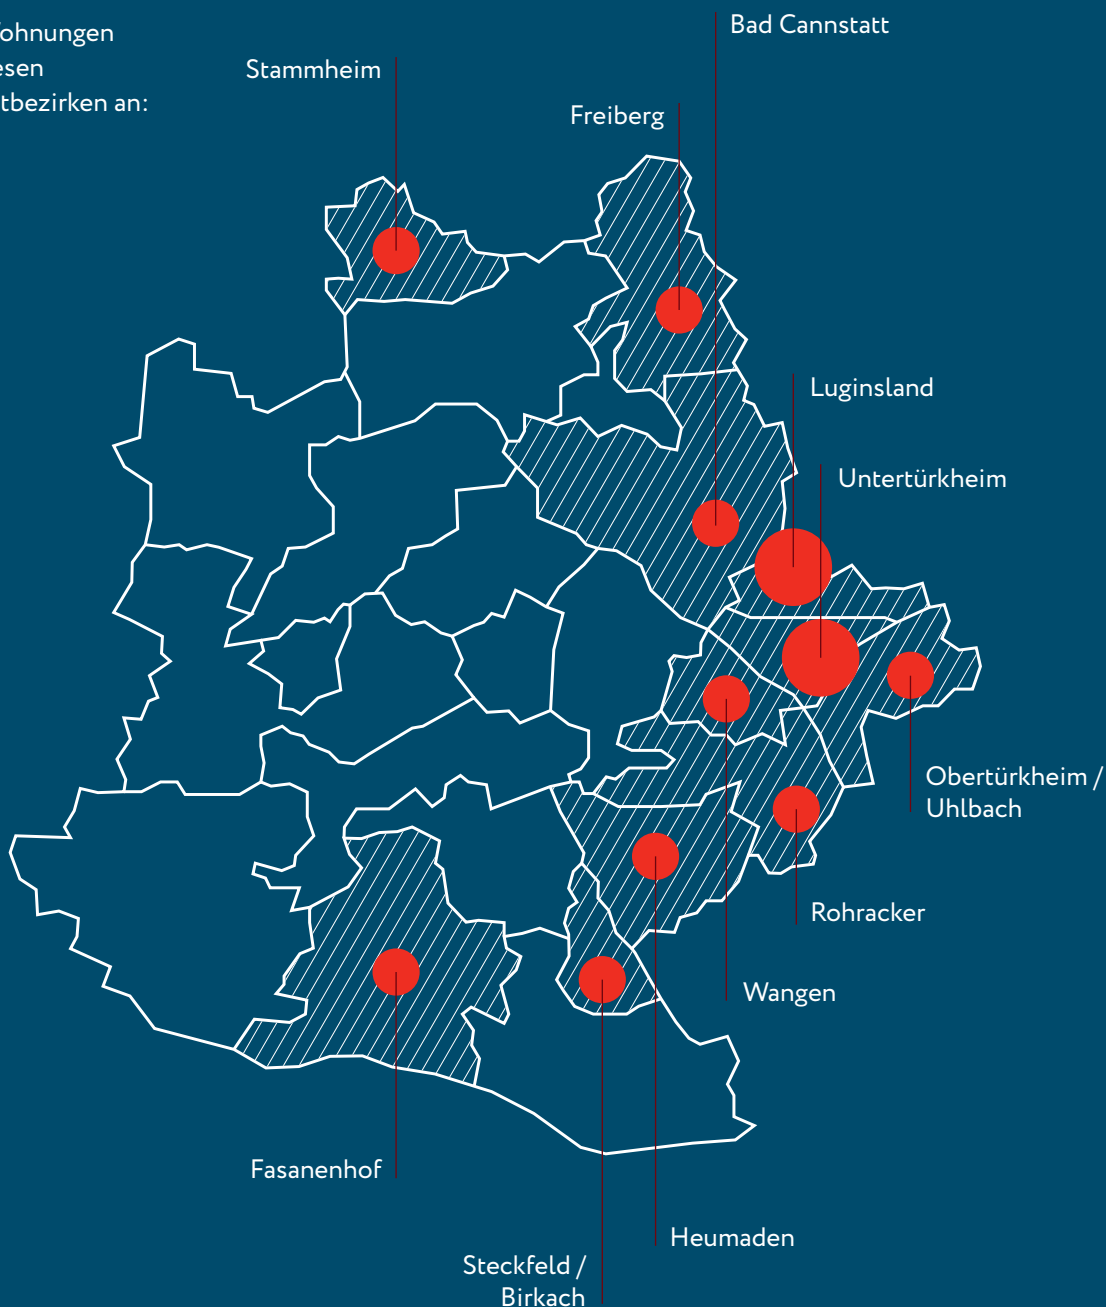 ohnungen
esen
tbezirken an:
Bad Cannstatt
Stammheim
Freiberg
Luginsland
Untertürkheim
Obertürkheim /
Uhlbach
Rohracker
Wangen
Fasanenhof
Heumaden
Steckfeld /
Birkach